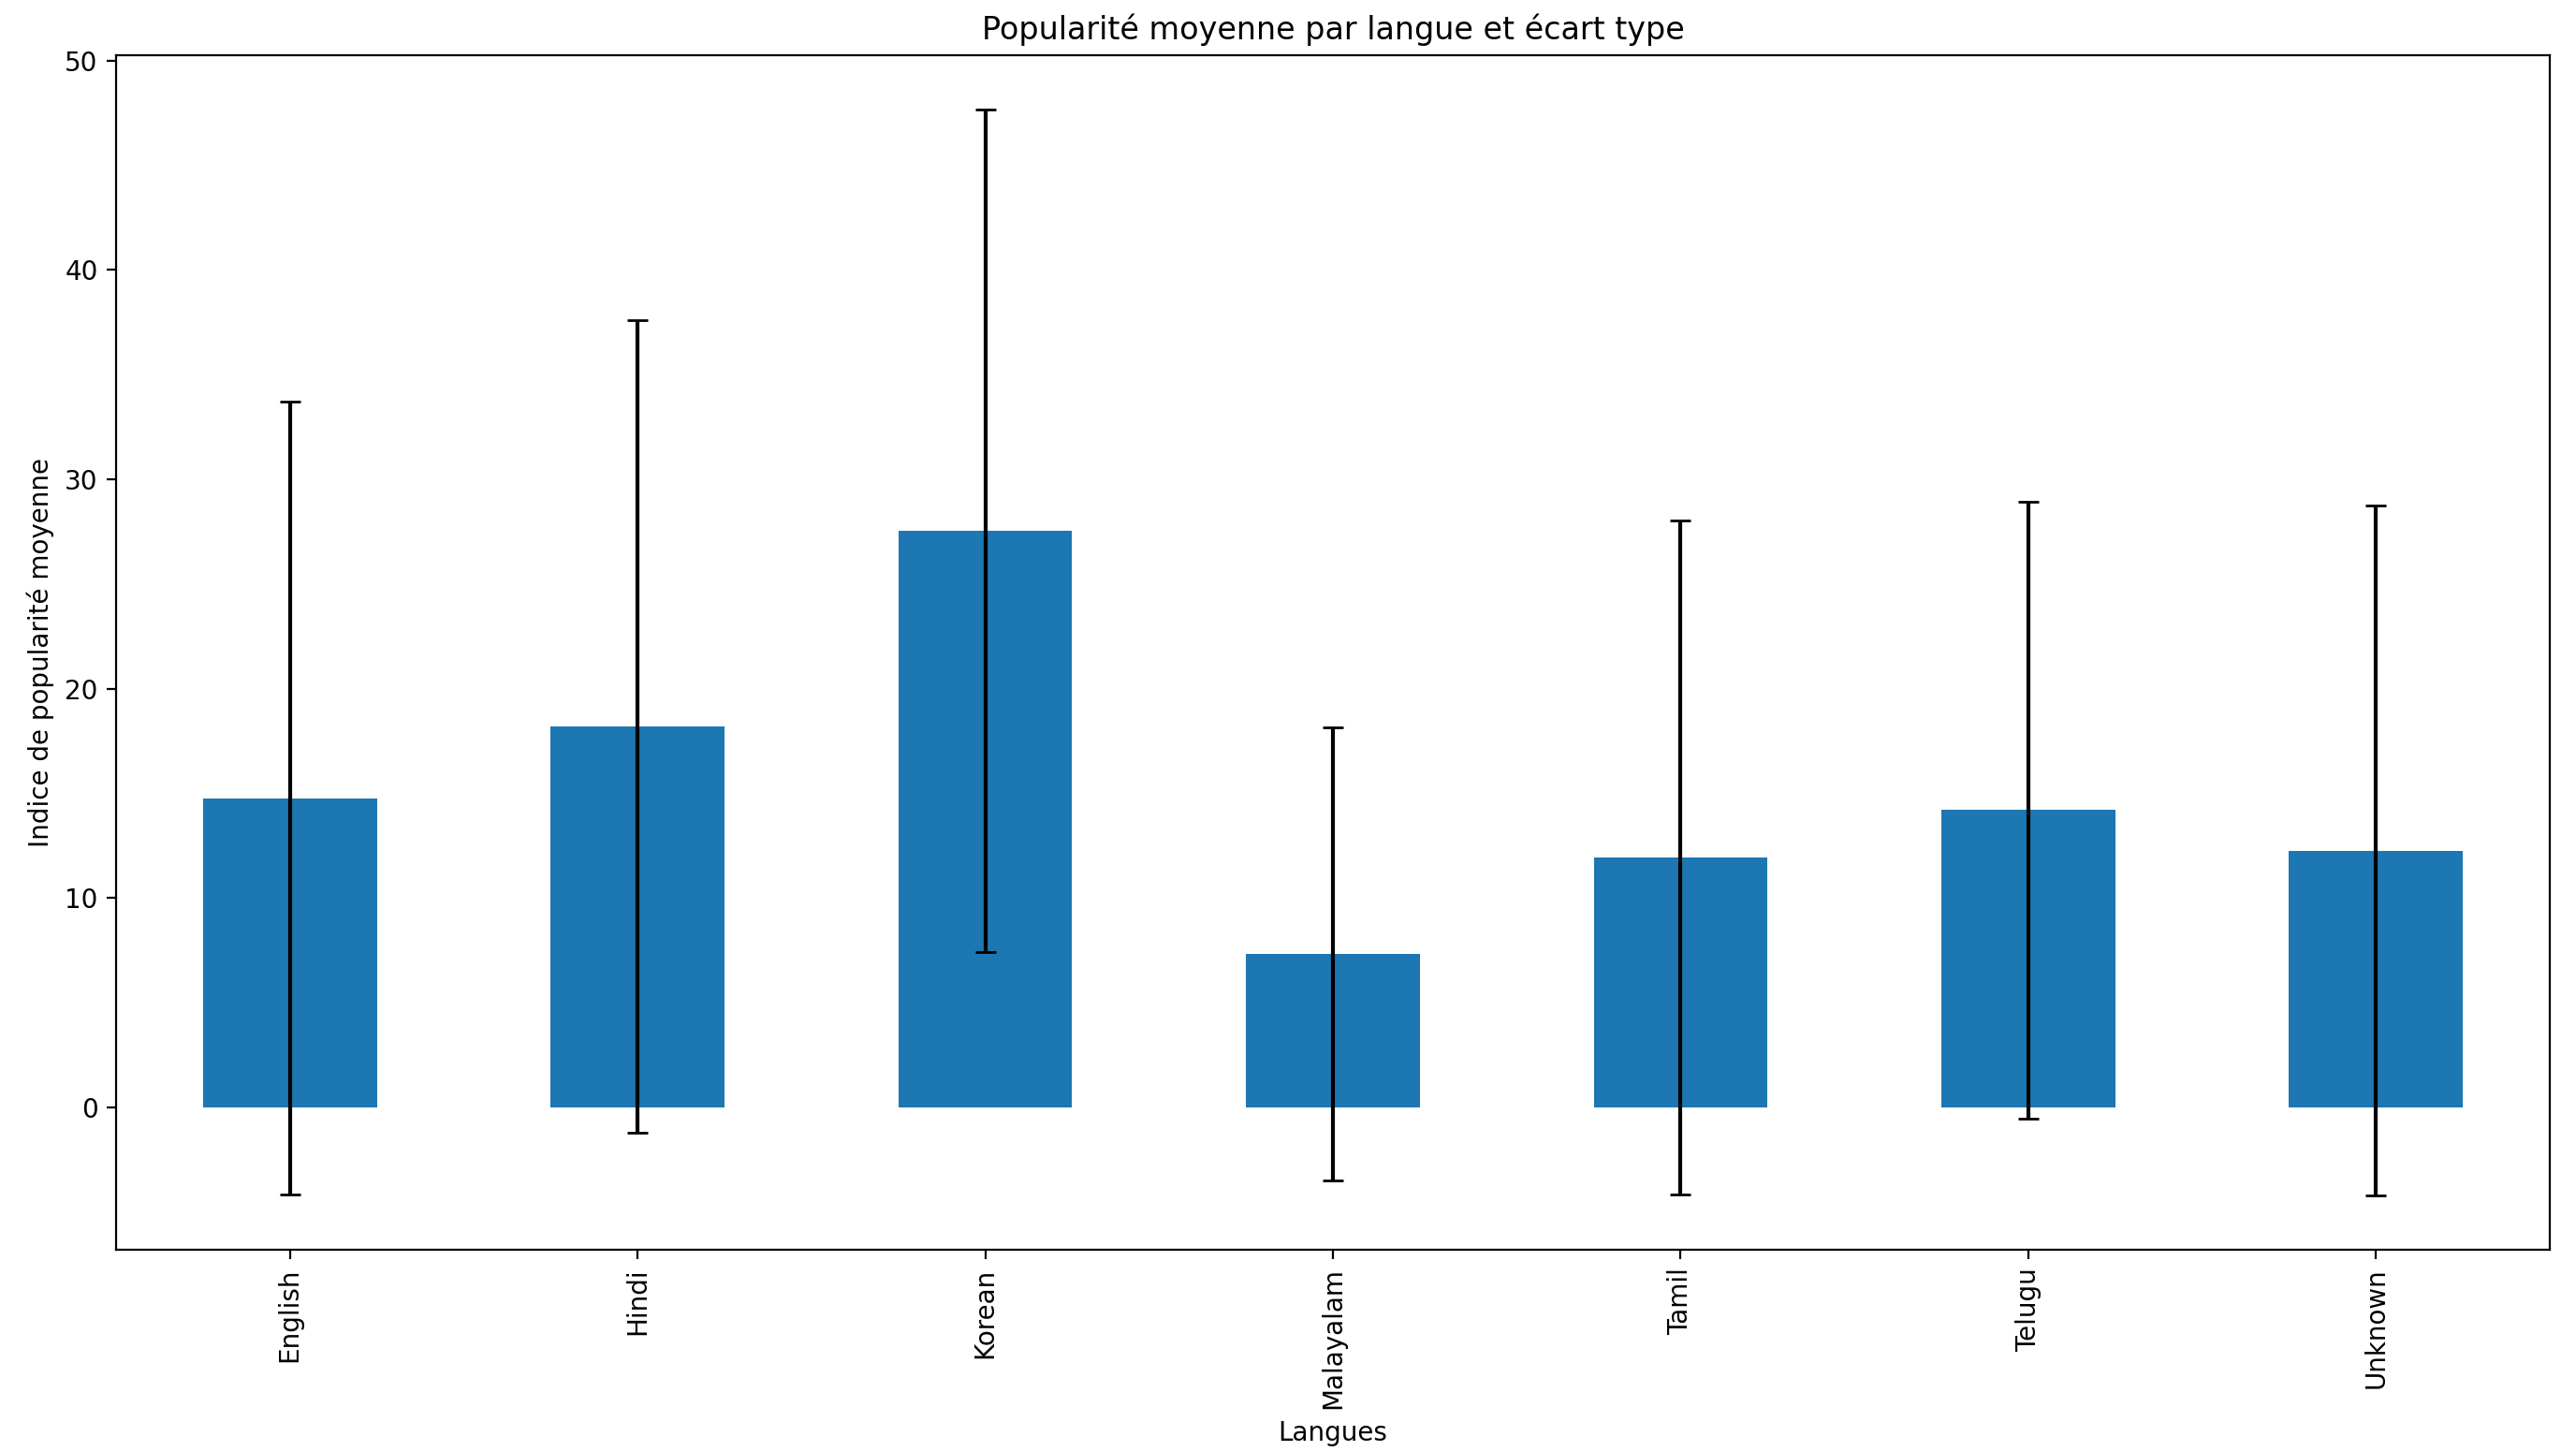 Popularité moyenne par langue et écart type
Indice de popularité moyenne
50
40
30
20
10
0
English
Hindi
Korean
Malayalam
Tamil
Telugu
Unknown
Langues